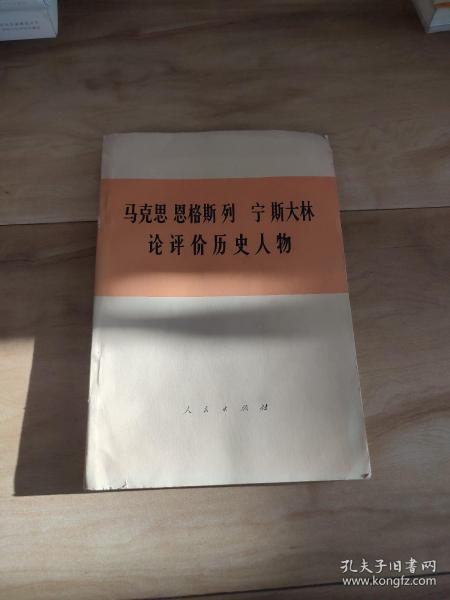 马克思 恩格斯 列 宁 斯大林
论评价历史人物
人民出版社
孔夫子旧书网
www.kongfz.com